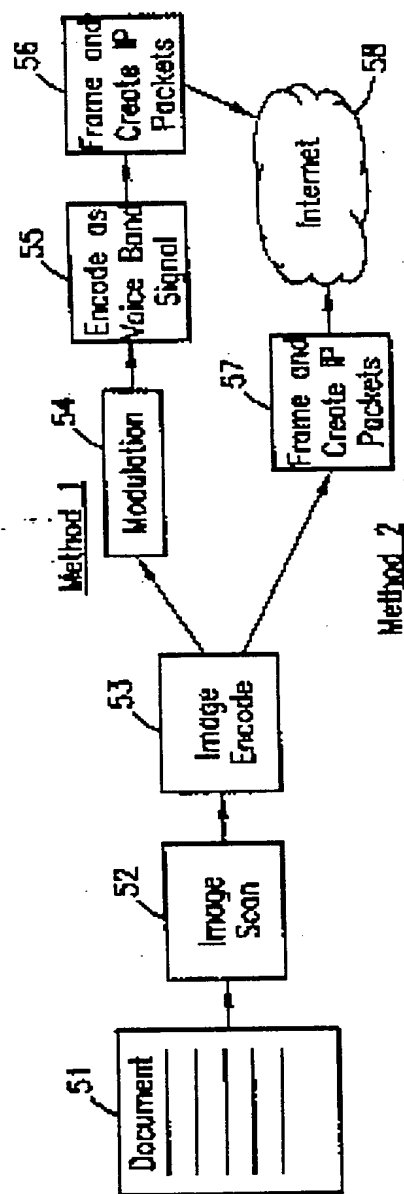 51
Document
52
Image
Scan
53
Image
Encode
Method 1
54
Modulation
55
Encode as
Voice Band
Signal
56
Frame and
Create IP
Packets
Method 2
57
Frame and
Create IP
Packets
Internet
58